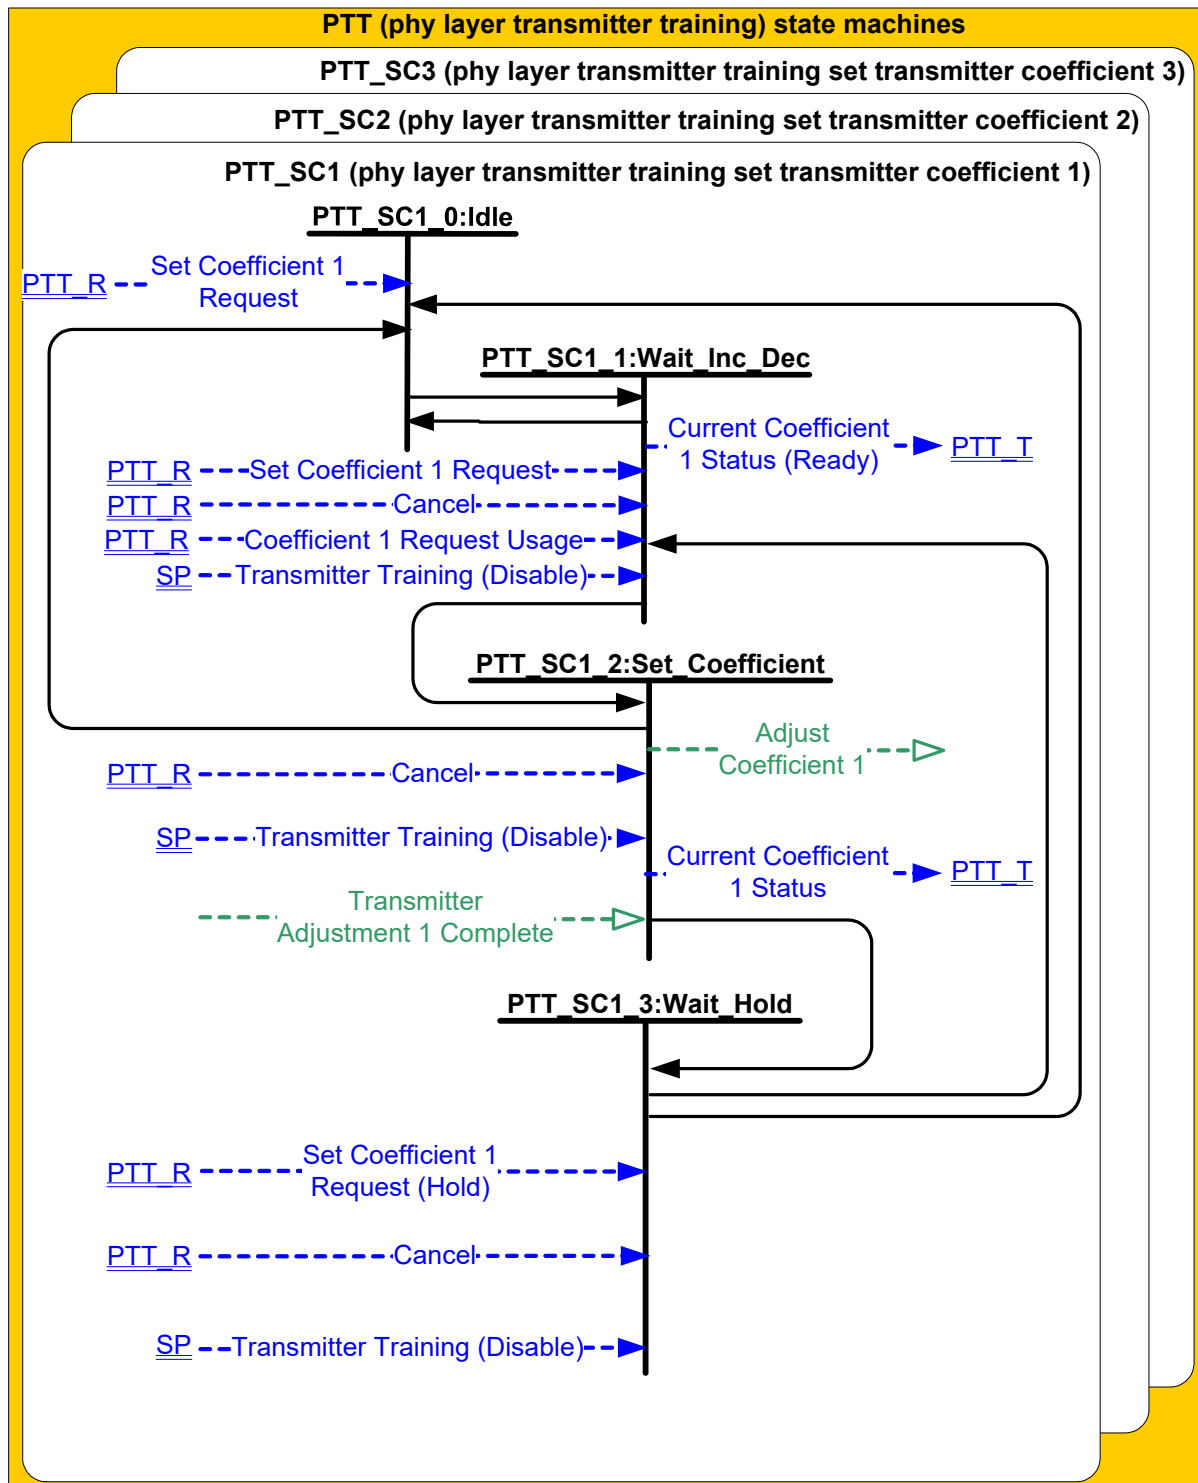 PTT (phy layer transmitter training) state machines
PTT_SC3 (phy layer transmitter training set transmitter coefficient 3)
PTT_SC2 (phy layer transmitter training set transmitter coefficient 2)
PTT_SC1 (phy layer transmitter training set transmitter coefficient 1)
PTT_SC1_0:Idle
PTT_R
Set Coefficient 1
Request
PTT_SC1_1:Wait_Inc_Dec
Current Coefficient
1 Status (Ready)
PTT_T
PTT_R
Set Coefficient 1 Request
PTT_R
Cancel
PTT_R
Coefficient 1 Request Usage
SP
Transmitter Training (Disable)
PTT_SC1_2:Set_Coefficient
Adjust
Coefficient 1
PTT_R
Cancel
SP
Transmitter Training (Disable)
Current Coefficient
1 Status
PTT_T
Transmitter
Adjustment 1 Complete
PTT_SC1_3:Wait_Hold
PTT_R
Set Coefficient 1
Request (Hold)
PTT_R
Cancel
SP
Transmitter Training (Disable)